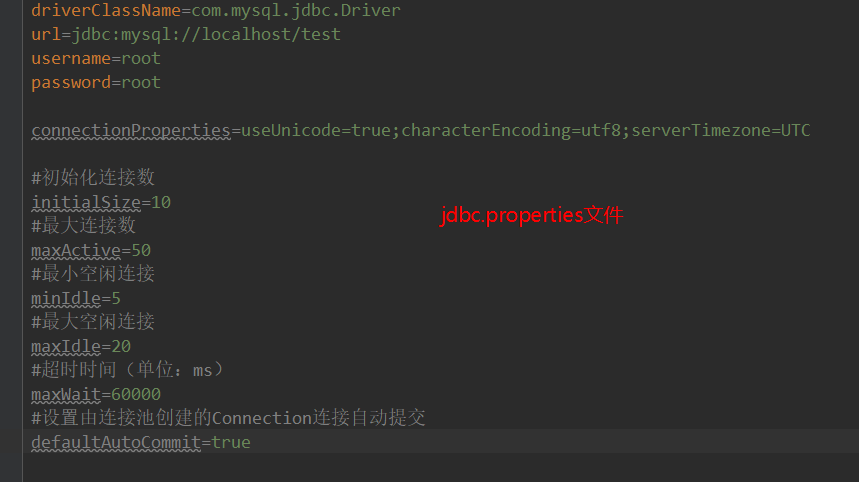 driverClassName=com.mysql.jdbc.Driver
url=jdbc:mysql://localhost/test
username=root
password=root
connectionProperties=useUnicode=true;characterEncoding=utf8;serverTimezone=UTC
#初始化连接数
initialSize=10
jdbc.properties文件
#最大连接数
maxActive=50
#最小空闲连接
minIdle=5
#最大空闲连接
maxIdle=20
#超时时间（单位：ms）
maxWait=60000
#设置由连接池创建的Connection连接自动提交
defaultAutoCommit=true